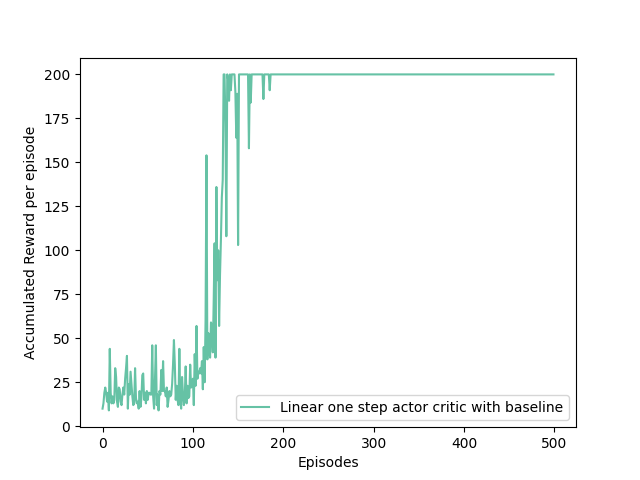 200
175
150
125
100
75
50
25
0
Accumulated Reward per episode
Linear one step actor critic with baseline
0 100 200 300 400 500
Episodes